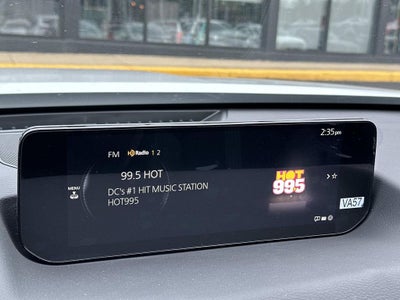 2:35pm
FM HD Radio 1 2
99.5 HOT
MENU
DC's #1 HIT MUSIC STATION
HOT995
HOT
995
VA57